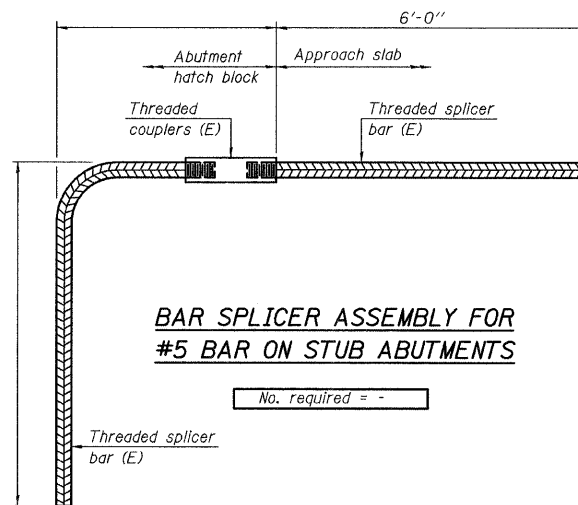 6'-0"
Abutment
hatch block
Approach slab
Threaded
couplers (E)
Threaded splicer
bar (E)
BAR SPLICER ASSEMBLY FOR
#5 BAR ON STUB ABUTMENTS
No. required = -
Threaded splicer
bar (E)